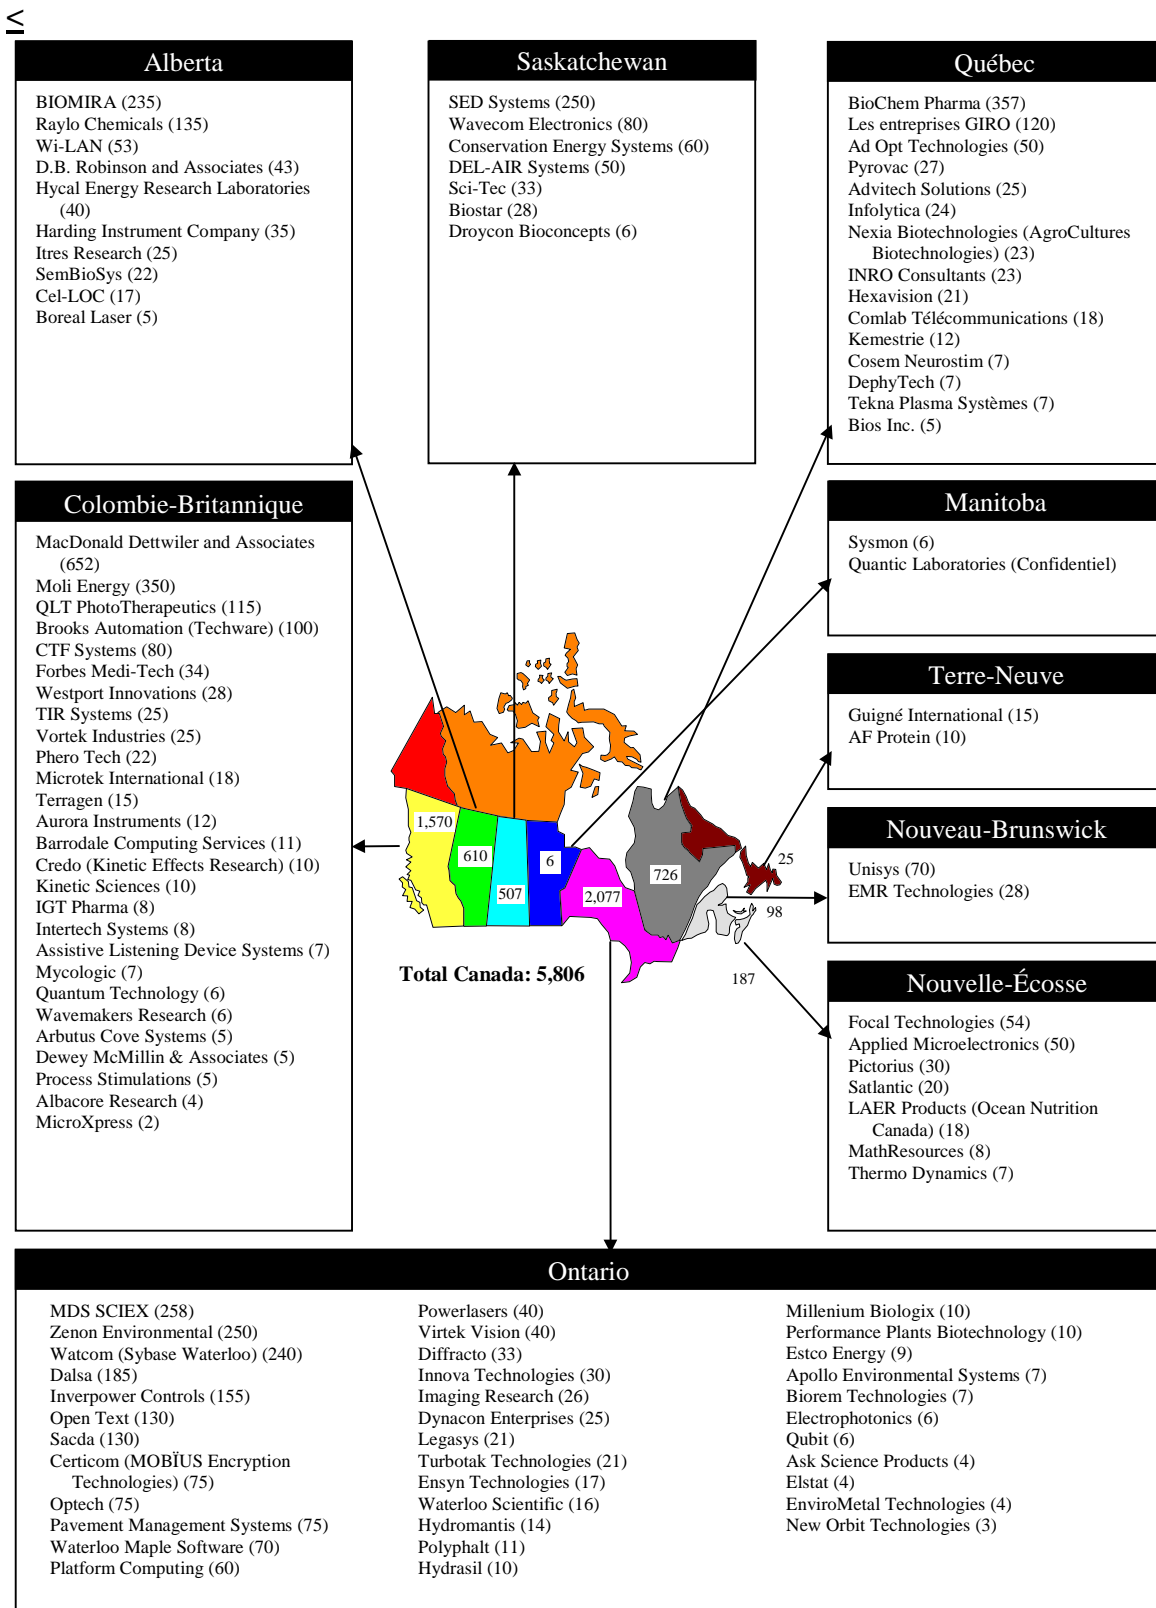 <
Alberta
BIOMIRA (235)
Raylo Chemicals (135)
Wi-LAN (53)
D.B. Robinson and Associates (43)
Hycal Energy Research Laboratories
(40)
Harding Instrument Company (35)
Itres Research (25)
SemBioSys (22)
Cel-LOC (17)
Boreal Laser (5)
Saskatchewan
SED Systems (250)
Wavecom Electronics (80)
Conservation Energy Systems (60)
DEL-AIR Systems (50)
Sci-Tec (33)
Biostar (28)
Droycon Bioconcepts (6)
Québec
BioChem Pharma (357)
Les entreprises GIRO (120)
Ad Opt Technologies (50)
Pyrovac (27)
Advitech Solutions (25)
Infolytica (24)
Nexia Biotechnologies (AgroCultures
Biotechnologies) (23)
INRO Consultants (23)
Hexavision (21)
Comlab Télécommunications (18)
Kemestrie (12)
Cosem Neurostim (7)
DephyTech (7)
Tekna Plasma Systèmes (7)
Bios Inc. (5)
Colombie-Britannique
MacDonald Dettwiler and Associates
(652)
Moli Energy (350)
QLT PhotoTherapeutics (115)
Brooks Automation (Techware) (100)
CTF Systems (80)
Forbes Medi-Tech (34)
Westport Innovations (28)
TIR Systems (25)
Vortek Industries (25)
Phero Tech (22)
Microtek International (18)
Terragen (15)
Aurora Instruments (12)
Barrodale Computing Services (11)
Credo (Kinetic Effects Research) (10)
Kinetic Sciences (10)
IGT Pharma (8)
Intertech Systems (8)
Assistive Listening Device Systems (7)
Mycologic (7)
Quantum Technology (6)
Wavemakers Research (6)
Arbutus Cove Systems (5)
Dewey McMillin & Associates (5)
Process Stimulations (5)
Albacore Research (4)
MicroXpress (2)
1,570
610
507
6
2,077
726
25
98
187
Total Canada: 5,806
Manitoba
Sysmon (6)
Quantic Laboratories (Confidentiel)
Terre-Neuve
Guigné International (15)
AF Protein (10)
Nouveau-Brunswick
Unisys (70)
EMR Technologies (28)
Nouvelle-Écosse
Focal Technologies (54)
Applied Microelectronics (50)
Pictorius (30)
Satlantic (20)
LAER Products (Ocean Nutrition
Canada) (18)
MathResources (8)
Thermo Dynamics (7)
Ontario
MDS SCIEX (258)
Zenon Environmental (250)
Watcom (Sybase Waterloo) (240)
Dalsa (185)
Inverpower Controls (155)
Open Text (130)
Sacda (130)
Certicom (MOBÏUS Encryption
Technologies) (75)
Optech (75)
Pavement Management Systems (75)
Waterloo Maple Software (70)
Platform Computing (60)
Powerlasers (40)
Virtek Vision (40)
Diffracto (33)
Innova Technologies (30)
Imaging Research (26)
Dynacon Enterprises (25)
Legasys (21)
Turbotak Technologies (21)
Ensyn Technologies (17)
Waterloo Scientific (16)
Hydromantis (14)
Polyphalt (11)
Hydrasil (10)
Millenium Biologix (10)
Performance Plants Biotechnology (10)
Estco Energy (9)
Apollo Environmental Systems (7)
Biorem Technologies (7)
Electrophotonics (6)
Qubit (6)
Ask Science Products (4)
Elstat (4)
EnviroMetal Technologies (4)
New Orbit Technologies (3)